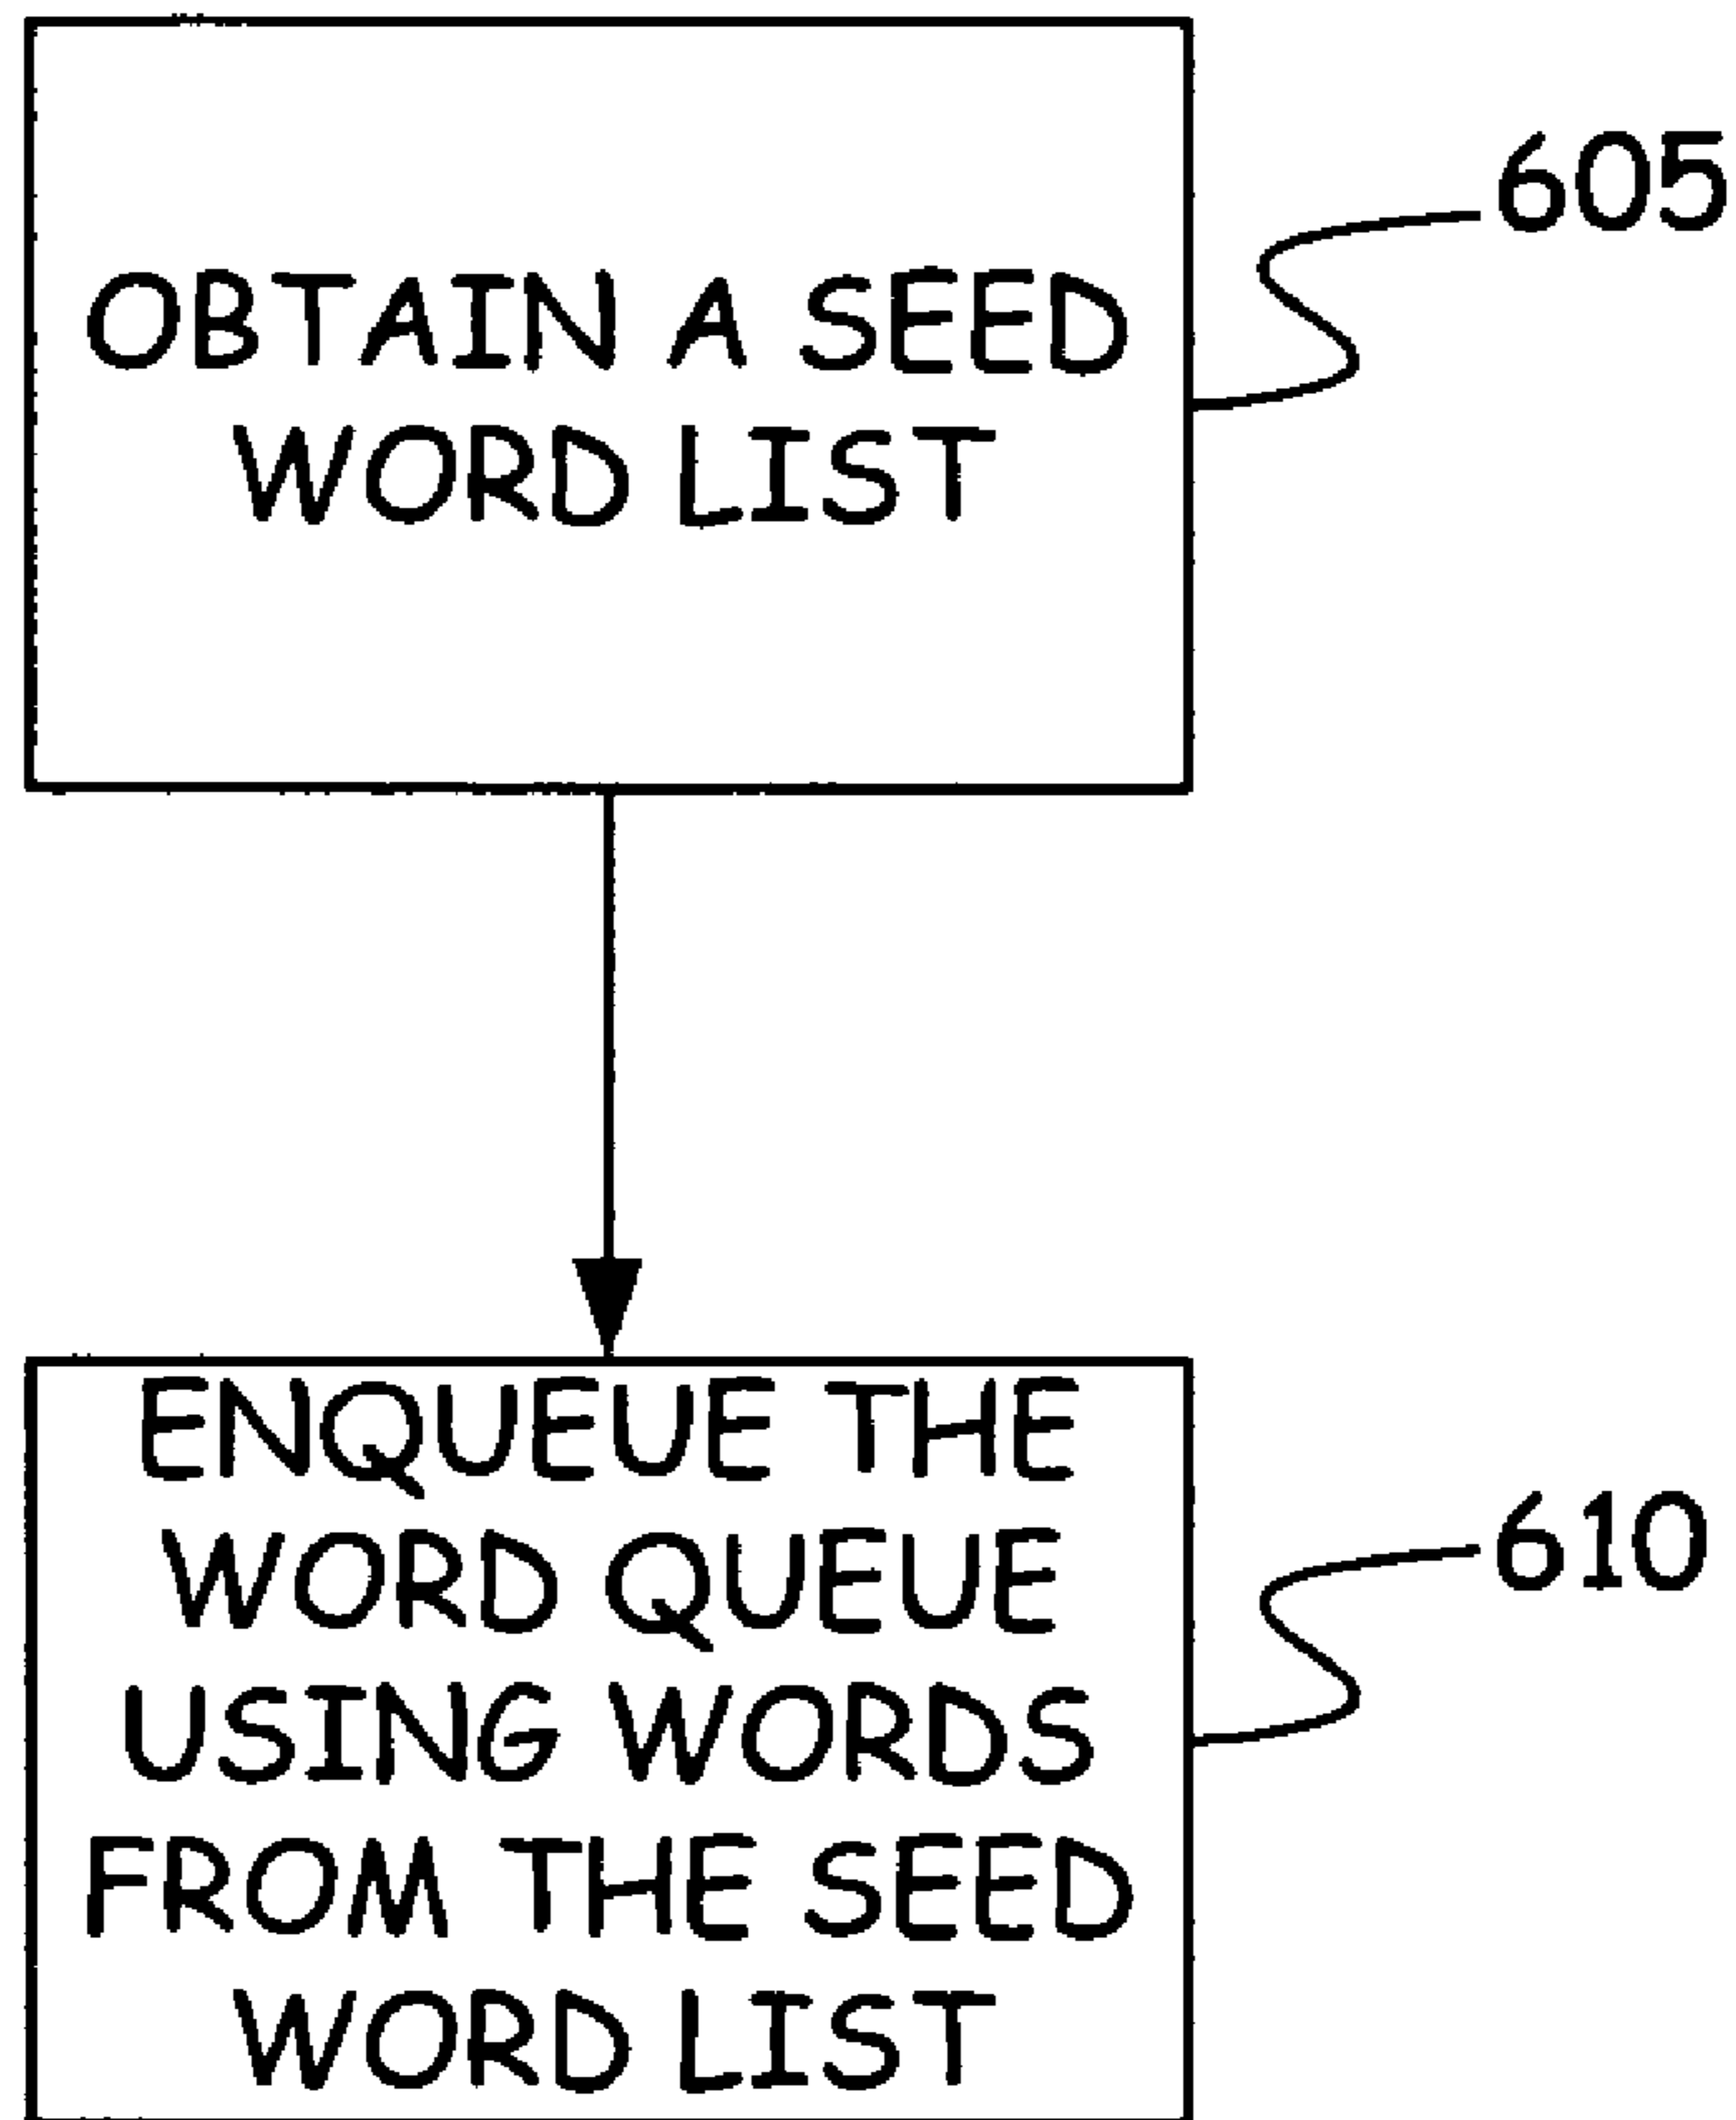 605
OBTAIN A SEED
WORD LIST
ENQUEUE THE
WORD QUEUE
USING WORDS
FROM THE SEED
WORD LIST
610